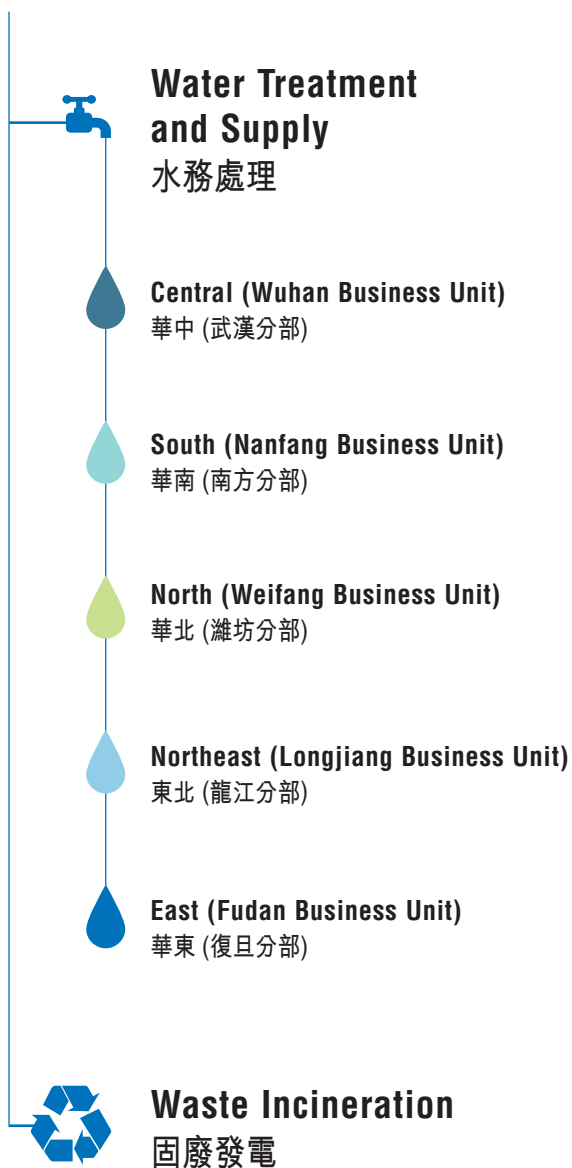 Water Treatment
and Supply
水務處理
Central (Wuhan Business Unit)
華中 (武漢分部)
South (Nanfang Business Unit)
華南 (南方分部)
North (Weifang Business Unit)
華北 (濰坊分部)
Northeast (Longjiang Business Unit)
東北 (龍江分部)
East (Fudan Business Unit)
華東 (復旦分部)
Waste Incineration
固廢發電